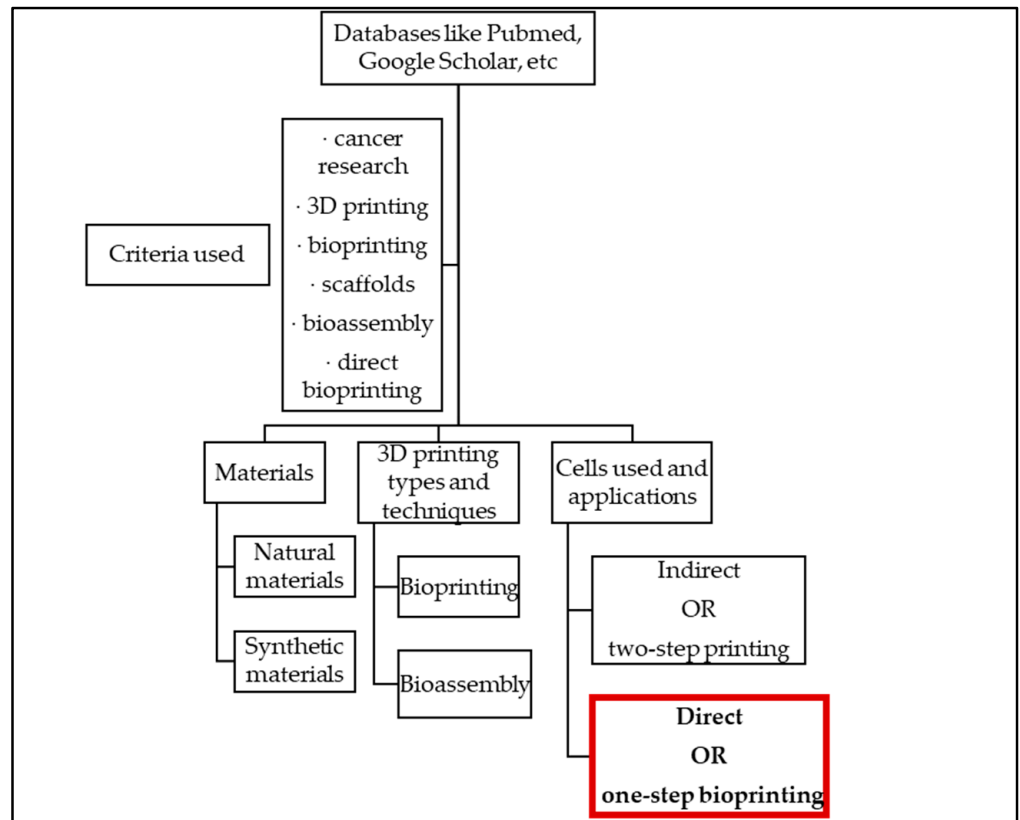 Databases like Pubmed,
Google Scholar, etc
· cancer
research
· 3D printing
· bioprinting
· scaffolds
· bioassembly
· direct
bioprinting
Criteria used
Materials
3D printing
types and
techniques
Cells used and
applications
Natural
materials
Synthetic
materials
Bioprinting
Bioassembly
Indirect
OR
two-step printing
Direct
OR
one-step bioprinting